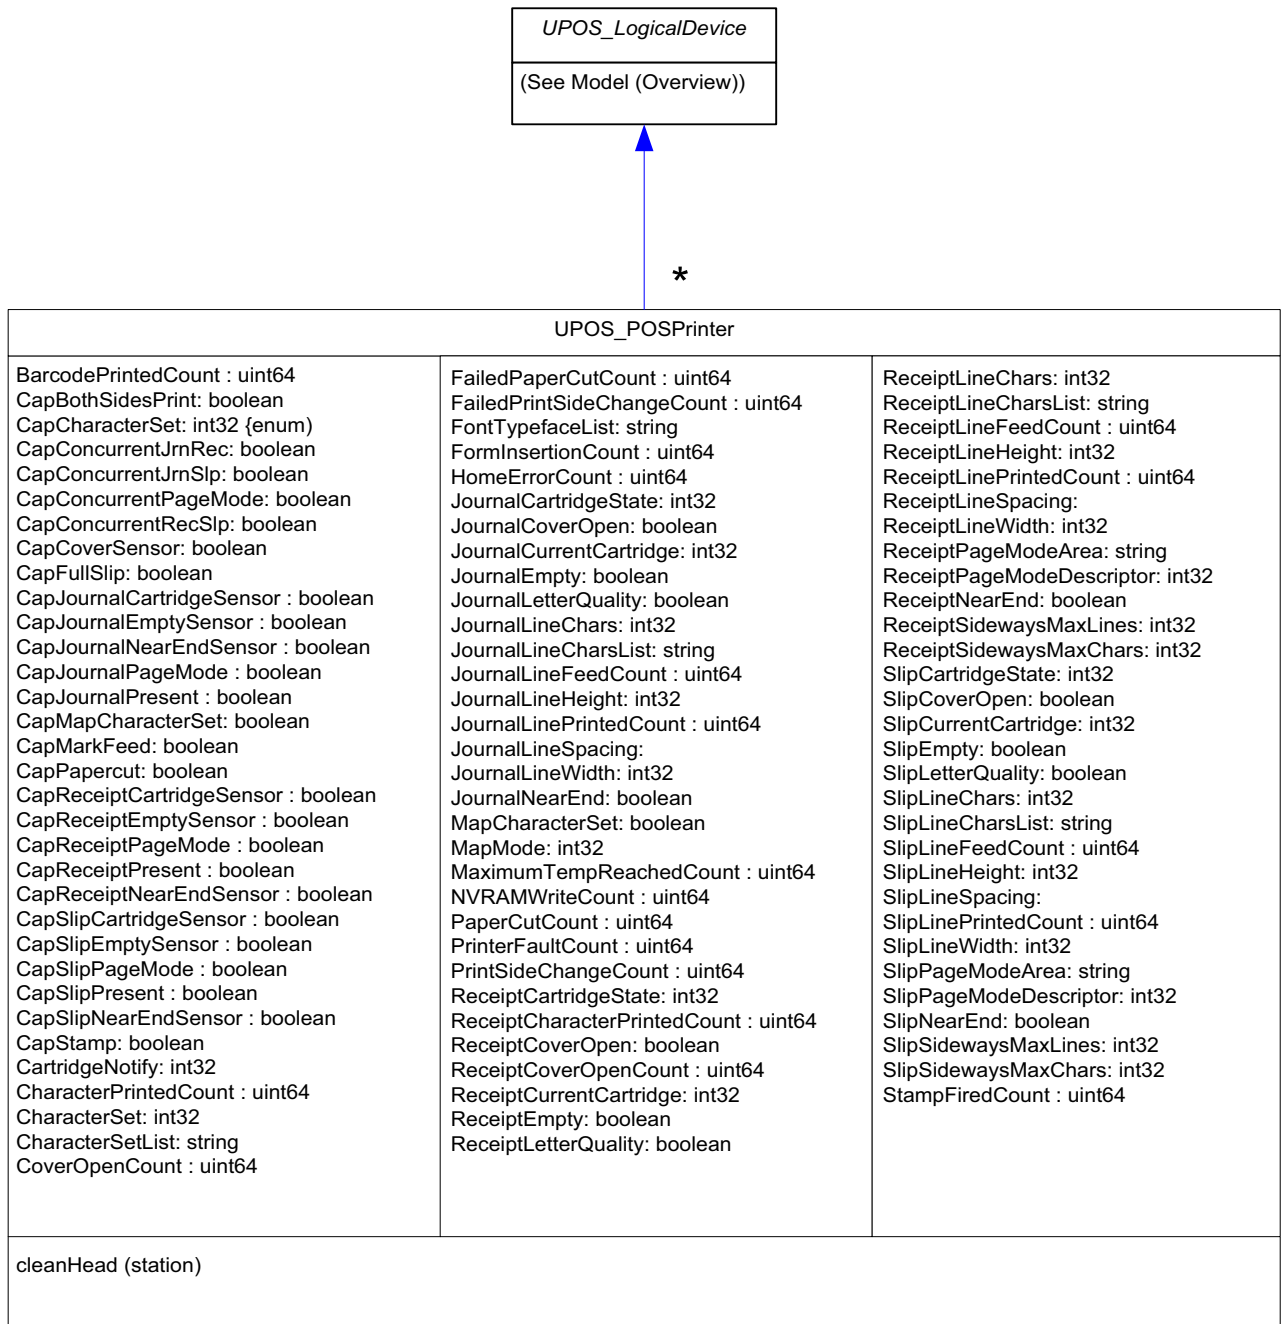 UPOS_LogicalDevice
(See Model (Overview))
*
UPOS_POSPrinter
BarcodePrintedCount : uint64
CapBothSidesPrint: boolean
CapCharacterSet: int32 {enum)
CapConcurrentJrnRec: boolean
CapConcurrentJrnSlp: boolean
CapConcurrentPageMode: boolean
CapConcurrentRecSlp: boolean
CapCoverSensor: boolean
CapFullSlip: boolean
CapJournalCartridgeSensor : boolean
CapJournalEmptySensor : boolean
CapJournalNearEndSensor : boolean
CapJournalPageMode : boolean
CapJournalPresent : boolean
CapMapCharacterSet: boolean
CapMarkFeed: boolean
CapPapercut: boolean
CapReceiptCartridgeSensor : boolean
CapReceiptEmptySensor : boolean
CapReceiptPageMode : boolean
CapReceiptPresent : boolean
CapReceiptNearEndSensor : boolean
CapSlipCartridgeSensor : boolean
CapSlipEmptySensor : boolean
CapSlipPageMode : boolean
CapSlipPresent : boolean
CapSlipNearEndSensor : boolean
CapStamp: boolean
CartridgeNotify: int32
CharacterPrintedCount : uint64
CharacterSet: int32
CharacterSetList: string
CoverOpenCount : uint64
FailedPaperCutCount : uint64
FailedPrintSideChangeCount : uint64
FontTypefaceList: string
FormInsertionCount : uint64
HomeErrorCount : uint64
JournalCartridgeState: int32
JournalCoverOpen: boolean
JournalCurrentCartridge: int32
JournalEmpty: boolean
JournalLetterQuality: boolean
JournalLineChars: int32
JournalLineCharsList: string
JournalLineFeedCount : uint64
JournalLineHeight: int32
JournalLinePrintedCount : uint64
JournalLineSpacing:
JournalLineWidth: int32
JournalNearEnd: boolean
MapCharacterSet: boolean
MapMode: int32
MaximumTempReachedCount : uint64
NVRAMWriteCount : uint64
PaperCutCount : uint64
PrinterFaultCount : uint64
PrintSideChangeCount : uint64
ReceiptCartridgeState: int32
ReceiptCharacterPrintedCount : uint64
ReceiptCoverOpen: boolean
ReceiptCoverOpenCount : uint64
ReceiptCurrentCartridge: int32
ReceiptEmpty: boolean
ReceiptLetterQuality: boolean
ReceiptLineChars: int32
ReceiptLineCharsList: string
ReceiptLineFeedCount : uint64
ReceiptLineHeight: int32
ReceiptLinePrintedCount : uint64
ReceiptLineSpacing:
ReceiptLineWidth: int32
ReceiptPageModeArea: string
ReceiptPageModeDescriptor: int32
ReceiptNearEnd: boolean
ReceiptSidewaysMaxLines: int32
ReceiptSidewaysMaxChars: int32
SlipCartridgeState: int32
SlipCoverOpen: boolean
SlipCurrentCartridge: int32
SlipEmpty: boolean
SlipLetterQuality: boolean
SlipLineChars: int32
SlipLineCharsList: string
SlipLineFeedCount : uint64
SlipLineHeight: int32
SlipLineSpacing:
SlipLinePrintedCount : uint64
SlipLineWidth: int32
SlipPageModeArea: string
SlipPageModeDescriptor: int32
SlipNearEnd: boolean
SlipSidewaysMaxLines: int32
SlipSidewaysMaxChars: int32
StampFiredCount : uint64
cleanHead (station)